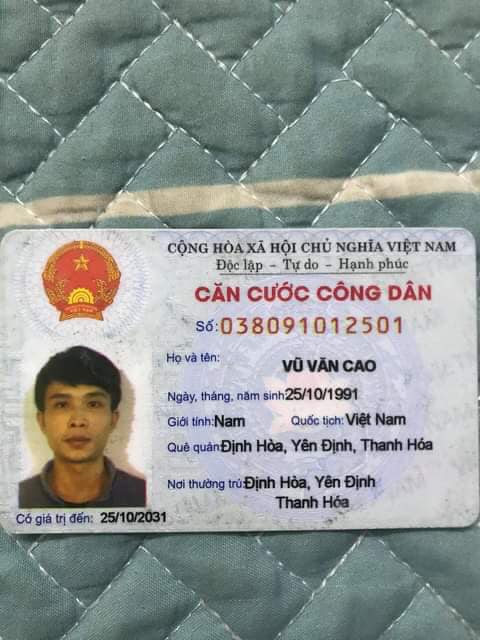 CỘNG HÒA XÃ HỘI CHỦ NGHĨA VIỆT NAM
Độc lập - Tự do - Hạnh phúc
CĂN CƯỚC CÔNG DÂN
Số: 038091012501
Họ và tên:
VŨ VĂN CAO
Ngày, tháng, năm sinh 25/10/1991
Giới tính: Nam Quốc tịch: Việt Nam
Quê quán: Định Hòa, Yên Định, Thanh Hóa
Nơi thường trú: Định Hòa, Yên Định
Thanh Hóa
Có giá trị đến: 25/10/2031